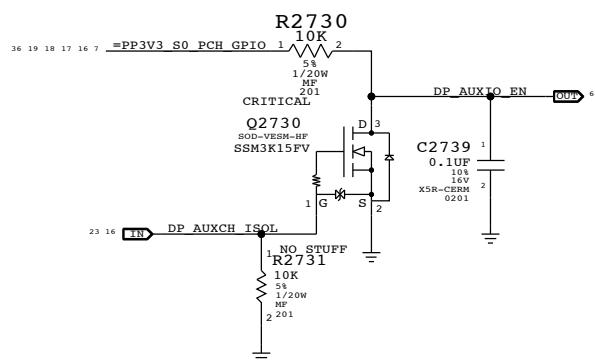 R2730
10K
36 19 18 17 16 7 =PP3V3_S0_PCH_GPIO 1 2
5%
1/20W
MF
201
CRITICAL
DP_AUXIO_EN OUT 6
Q2730
SOD-VESM-HF
SSM3K15FV
D 3
C2739
0.1UF
10%
16V
X5R-CERM
0201
1
2
1 G S 2
23 16 IN DP_AUXCH_ISOL
NO STUFF
1 R2731
10K
5%
1/20W
MF
2 201